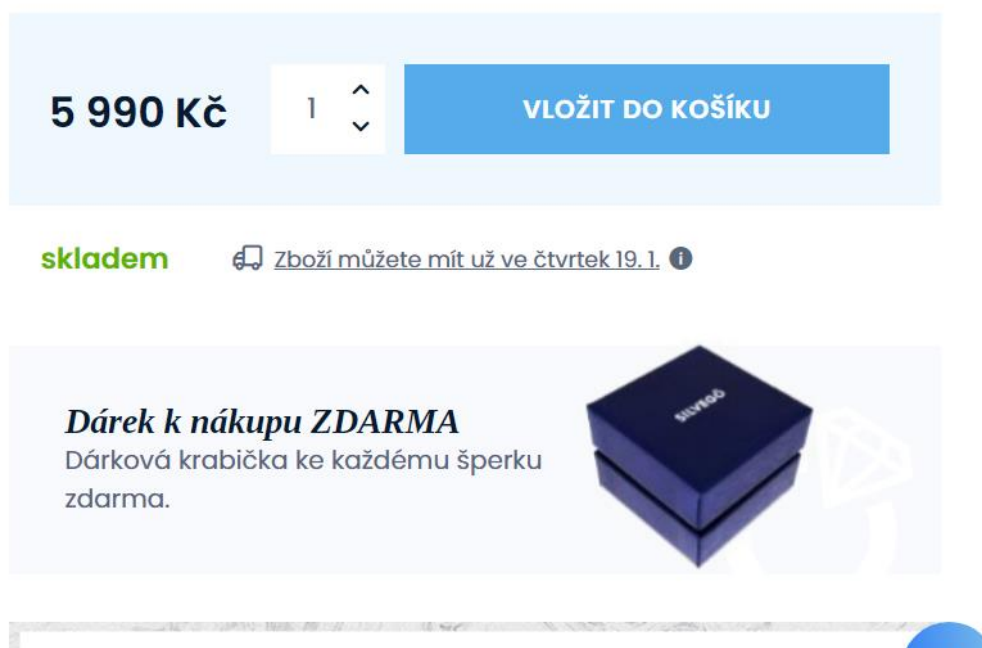 5 990 Kč
1
VLOŽIT DO KOŠÍKU
skladem
Zboží můžete mít už ve čtvrtek 19. 1.
Dárek k nákupu ZDARMA
Dárková krabička ke každému šperku
zdarma.
SILVEGO